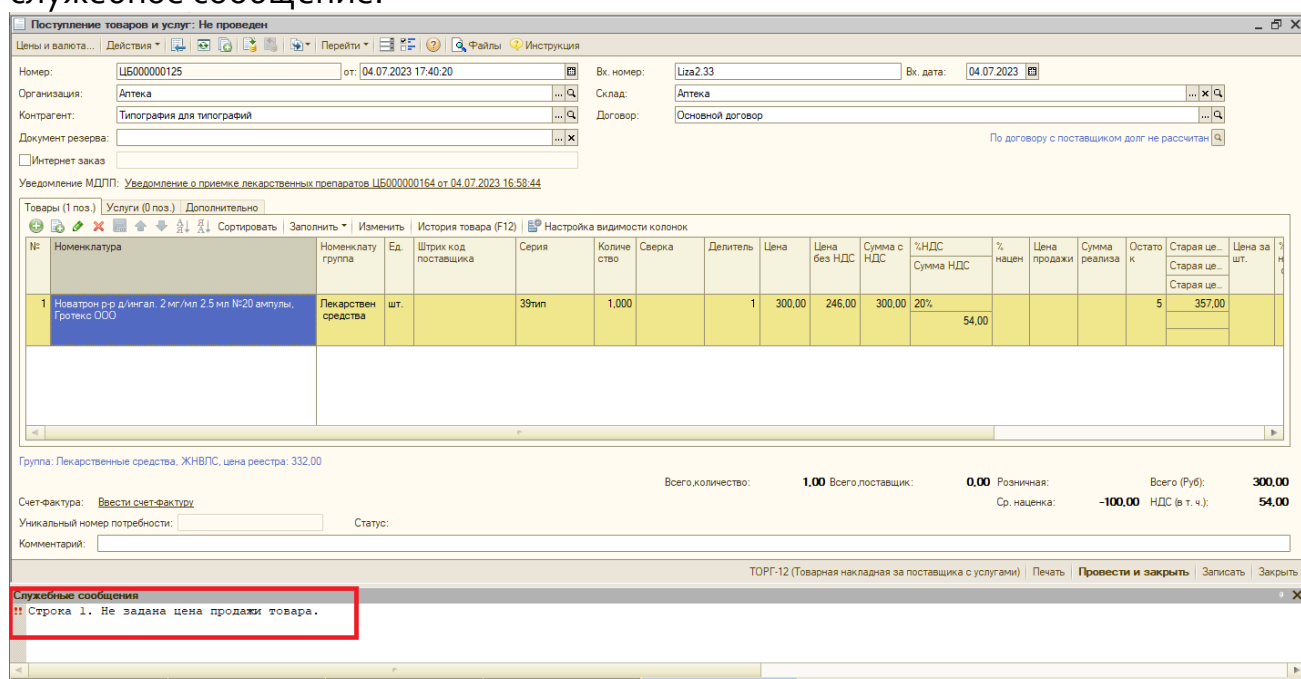 служебное сообщение:
Поступление товаров и услуг: Не проведен
Цены и валюта... Действия Перейти Файлы Инструкция
Номер: ЦБ000000125 от: 04.07.2023 17:40:20 Вх. номер: Liza2.33 Вх. дата: 04.07.2023
Организация: Аптека Склад: Аптека
Контрагент: Типография для типографий Договор: Основной договор
Документ резерва: По договору с поставщиком долг не рассчитан
Интернет заказ
Уведомление МДЛП: Уведомление о приемке лекарственных препаратов ЦБ000000164 от 04.07.2023 16:58:44
Товары (1 поз.) Услуги (0 поз.) Дополнительно
Сортировать Заполнить Изменить История товара (F12) Настройка видимости колонок
№ Номенклатура Номенклату Ед. Штрих код Серия Количе Сверка Делитель Цена Цена Сумма с %НДС % Цена Сумма Остато Старая це... Цена за %
группа поставщика ство без НДС НДС Сумма НДС нацен продажи реализа к Старая це... шт. н
Старая це...
1 Новатрон р-р д/ингал. 2 мг/мл 2.5 мл №20 ампулы, Лекарствен шт. 39тип 1,000 1 300,00 246,00 300,00 20% 5 357,00
Гротекс ООО средства 54,00
Группа: Лекарственные средства, ЖНВЛС, цена реестра: 332,00
Всего,количество: 1,00 Всего,поставщик: 0,00 Розничная: Всего (Руб): 300,00
Счет-фактура: Ввести счет-фактуру Ср. наценка: -100,00 НДС (в т. ч.): 54,00
Уникальный номер потребности: Статус:
Комментарий:
ТОРГ-12 (Товарная накладная за поставщика с услугами) Печать Провести и закрыть Записать Закрыть
Служебные сообщения
!! Строка 1. Не задана цена продажи товара.